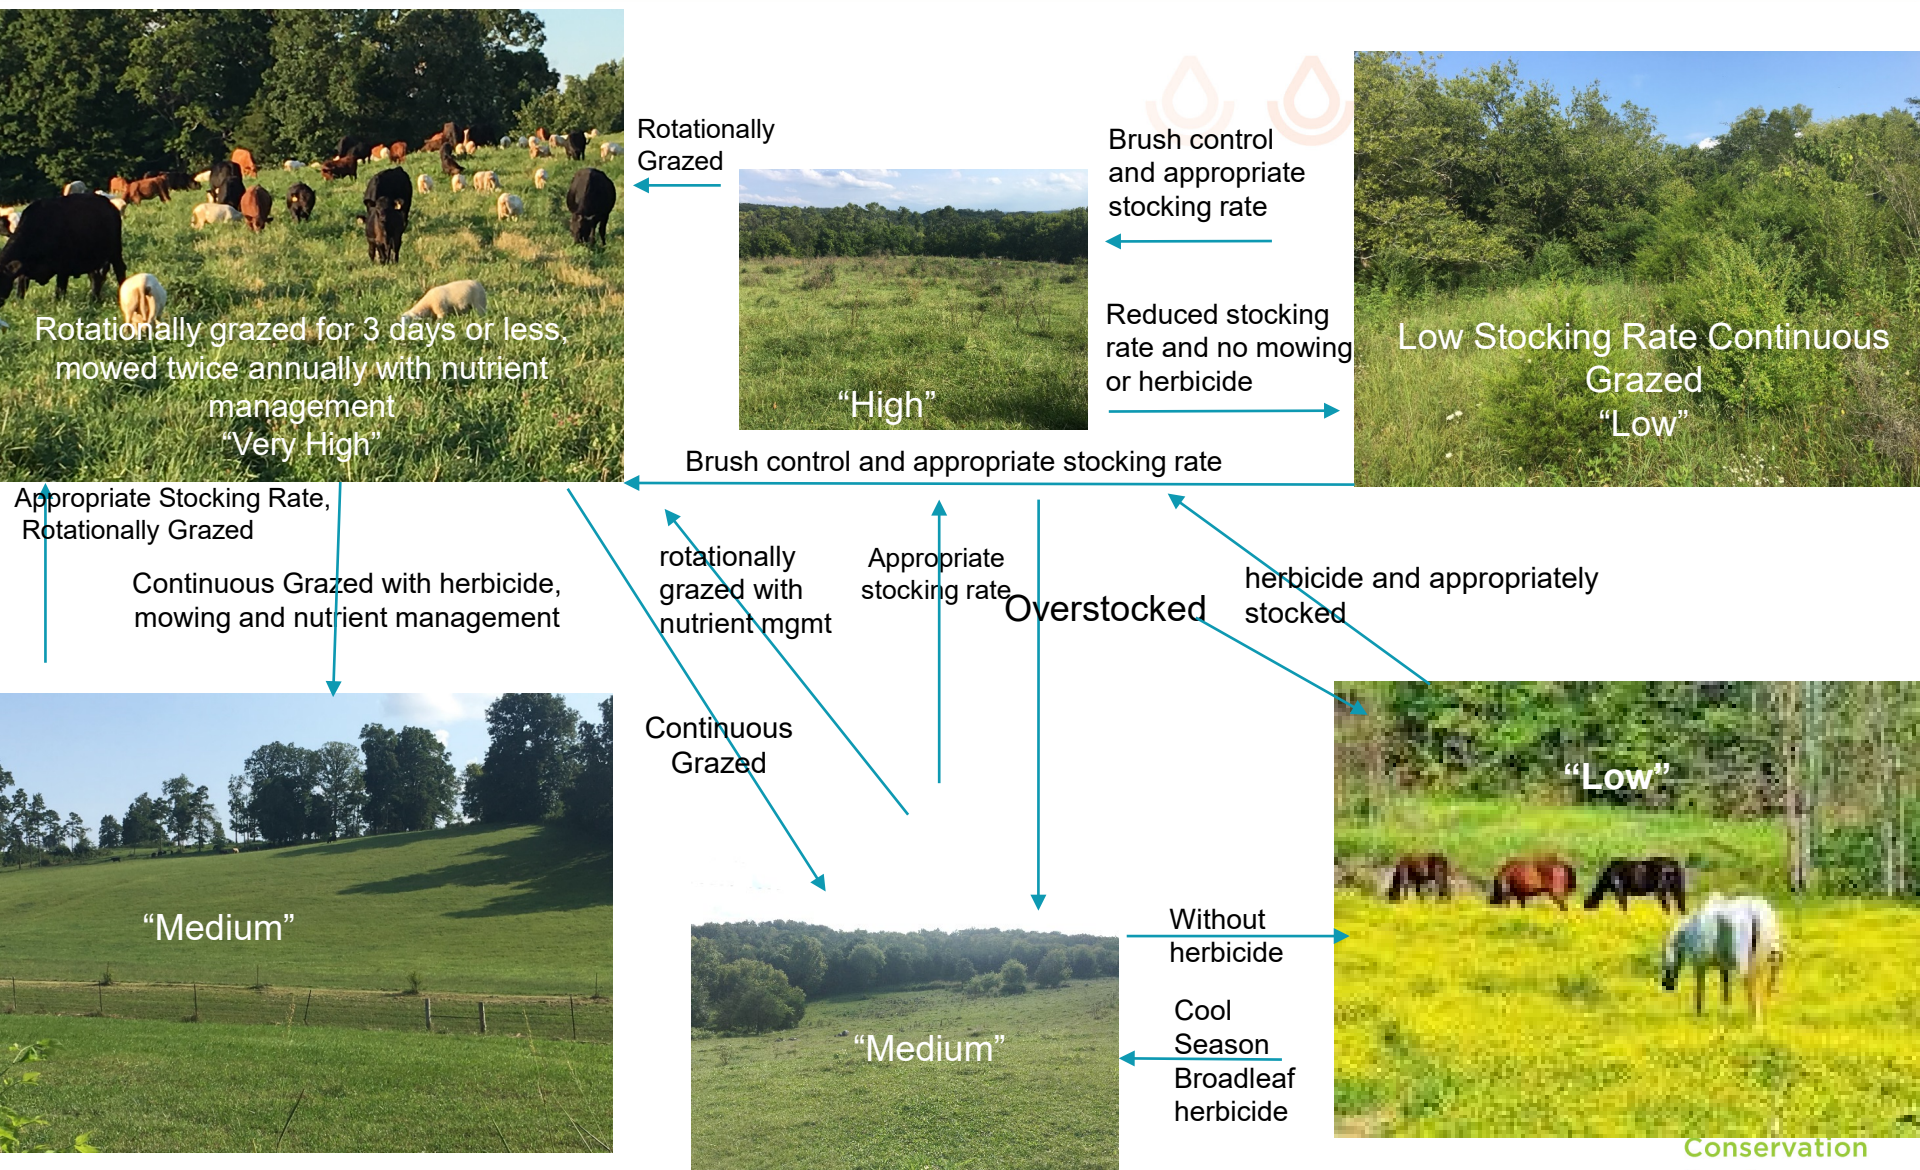 Rotationally
Grazed
Brush control
and appropriate
stocking rate
Reduced stocking
rate and no mowing
or herbicide
Rotationally grazed for 3 days or less,
mowed twice annually with nutrient
management
“Very High”
“High”
Low Stocking Rate Continuous
Grazed
“Low”
Brush control and appropriate stocking rate
Appropriate Stocking Rate,
Rotationally Grazed
Continuous Grazed with herbicide,
mowing and nutrient management
rotationally
grazed with
nutrient mgmt
Appropriate
stocking rate
Overstocked
herbicide and appropriately
stocked
Continuous
Grazed
“Low”
“Medium”
Without
herbicide
“Medium”
Cool
Season
Broadleaf
herbicide
Conservation